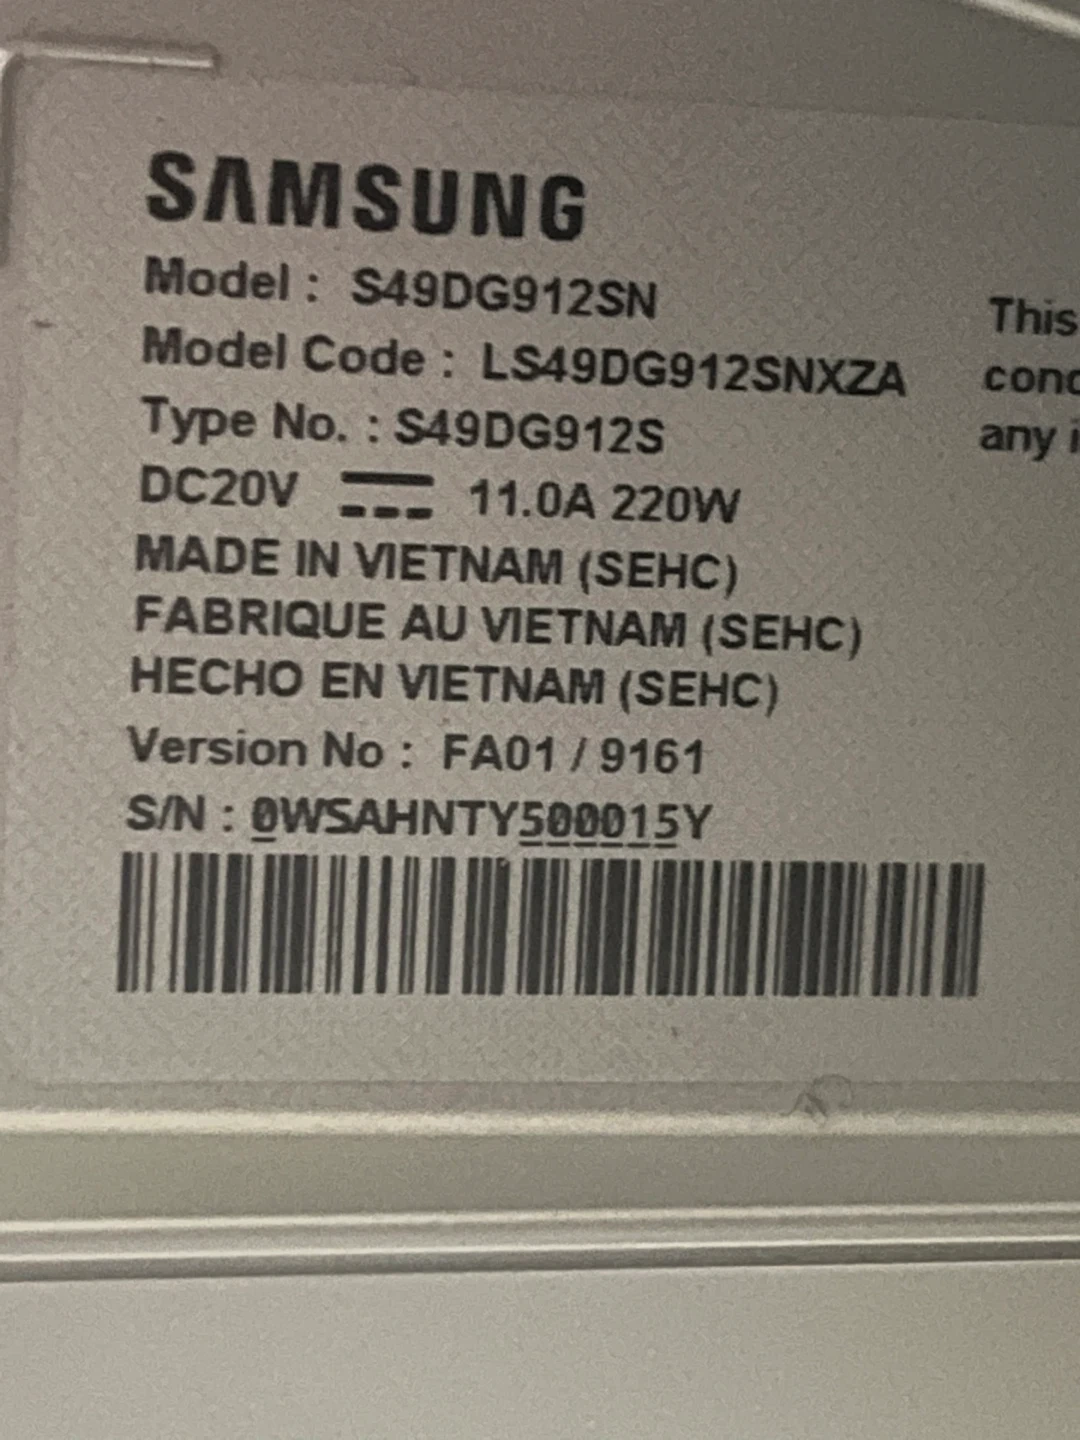 SAMSUNG
Model : S49DG912SN
Model Code : LS49DG912SNXZA
Type No. : S49DG912S
DC20V 11.0A 220W
MADE IN VIETNAM (SEHC)
FABRIQUE AU VIETNAM (SEHC)
HECHO EN VIETNAM (SEHC)
Version No : FA01 / 9161
S/N : 0WSAHNTY500015Y
This
any